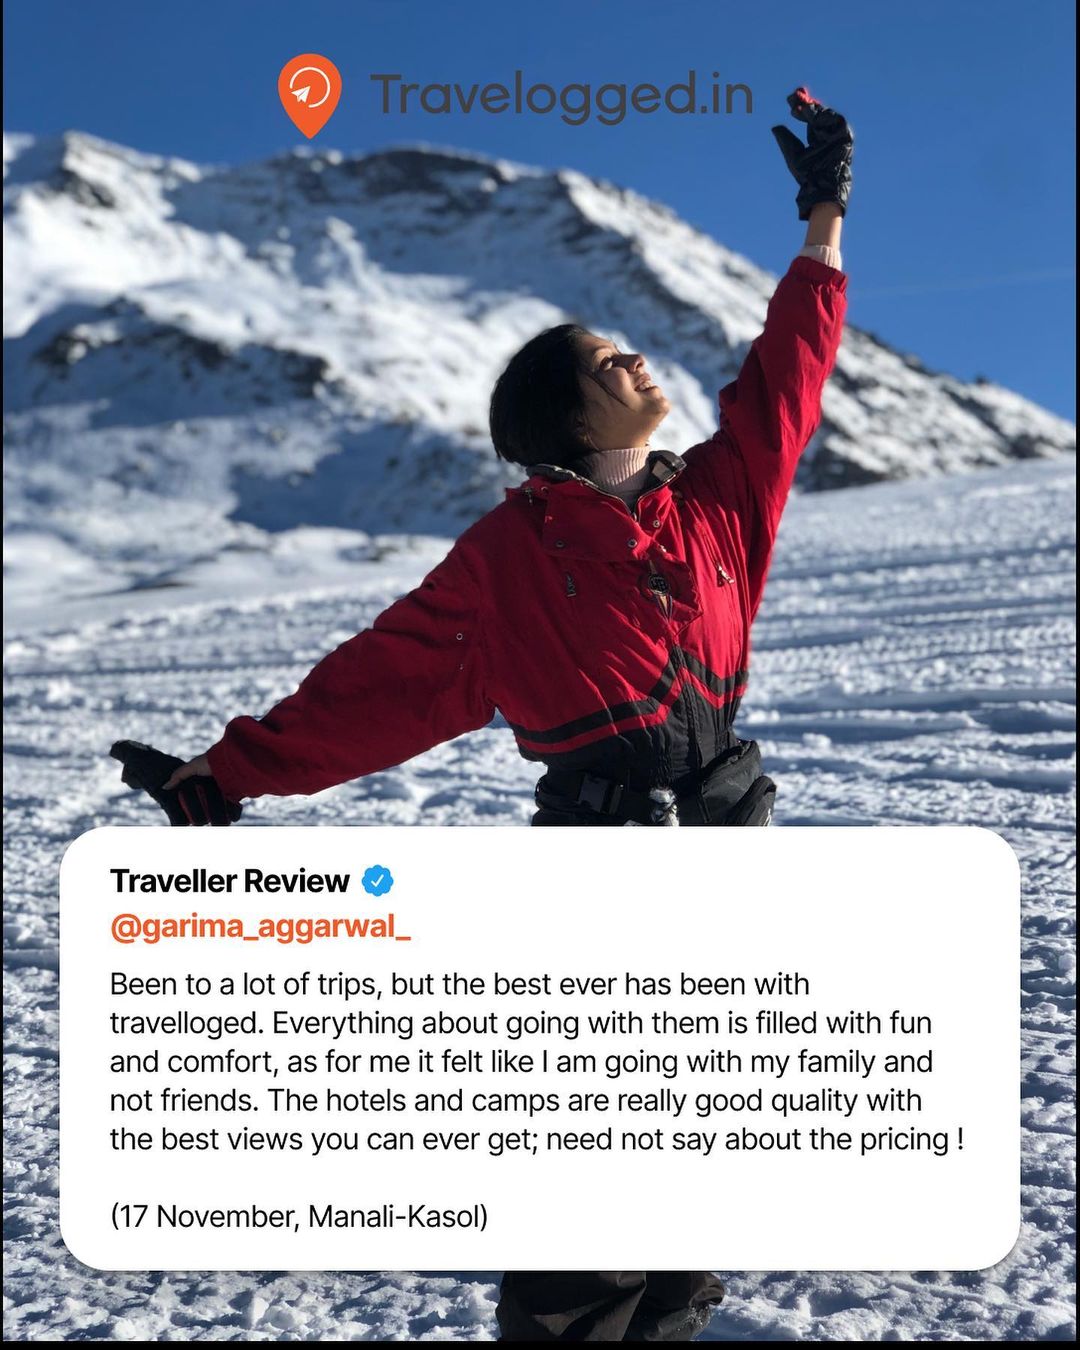 Travelogged.in
Traveller Review
@garima_aggarwal_
Been to a lot of trips, but the best ever has been with
travelloged. Everything about going with them is filled with fun
and comfort, as for me it felt like I am going with my family and
not friends. The hotels and camps are really good quality with
the best views you can ever get; need not say about the pricing !
(17 November, Manali-Kasol)